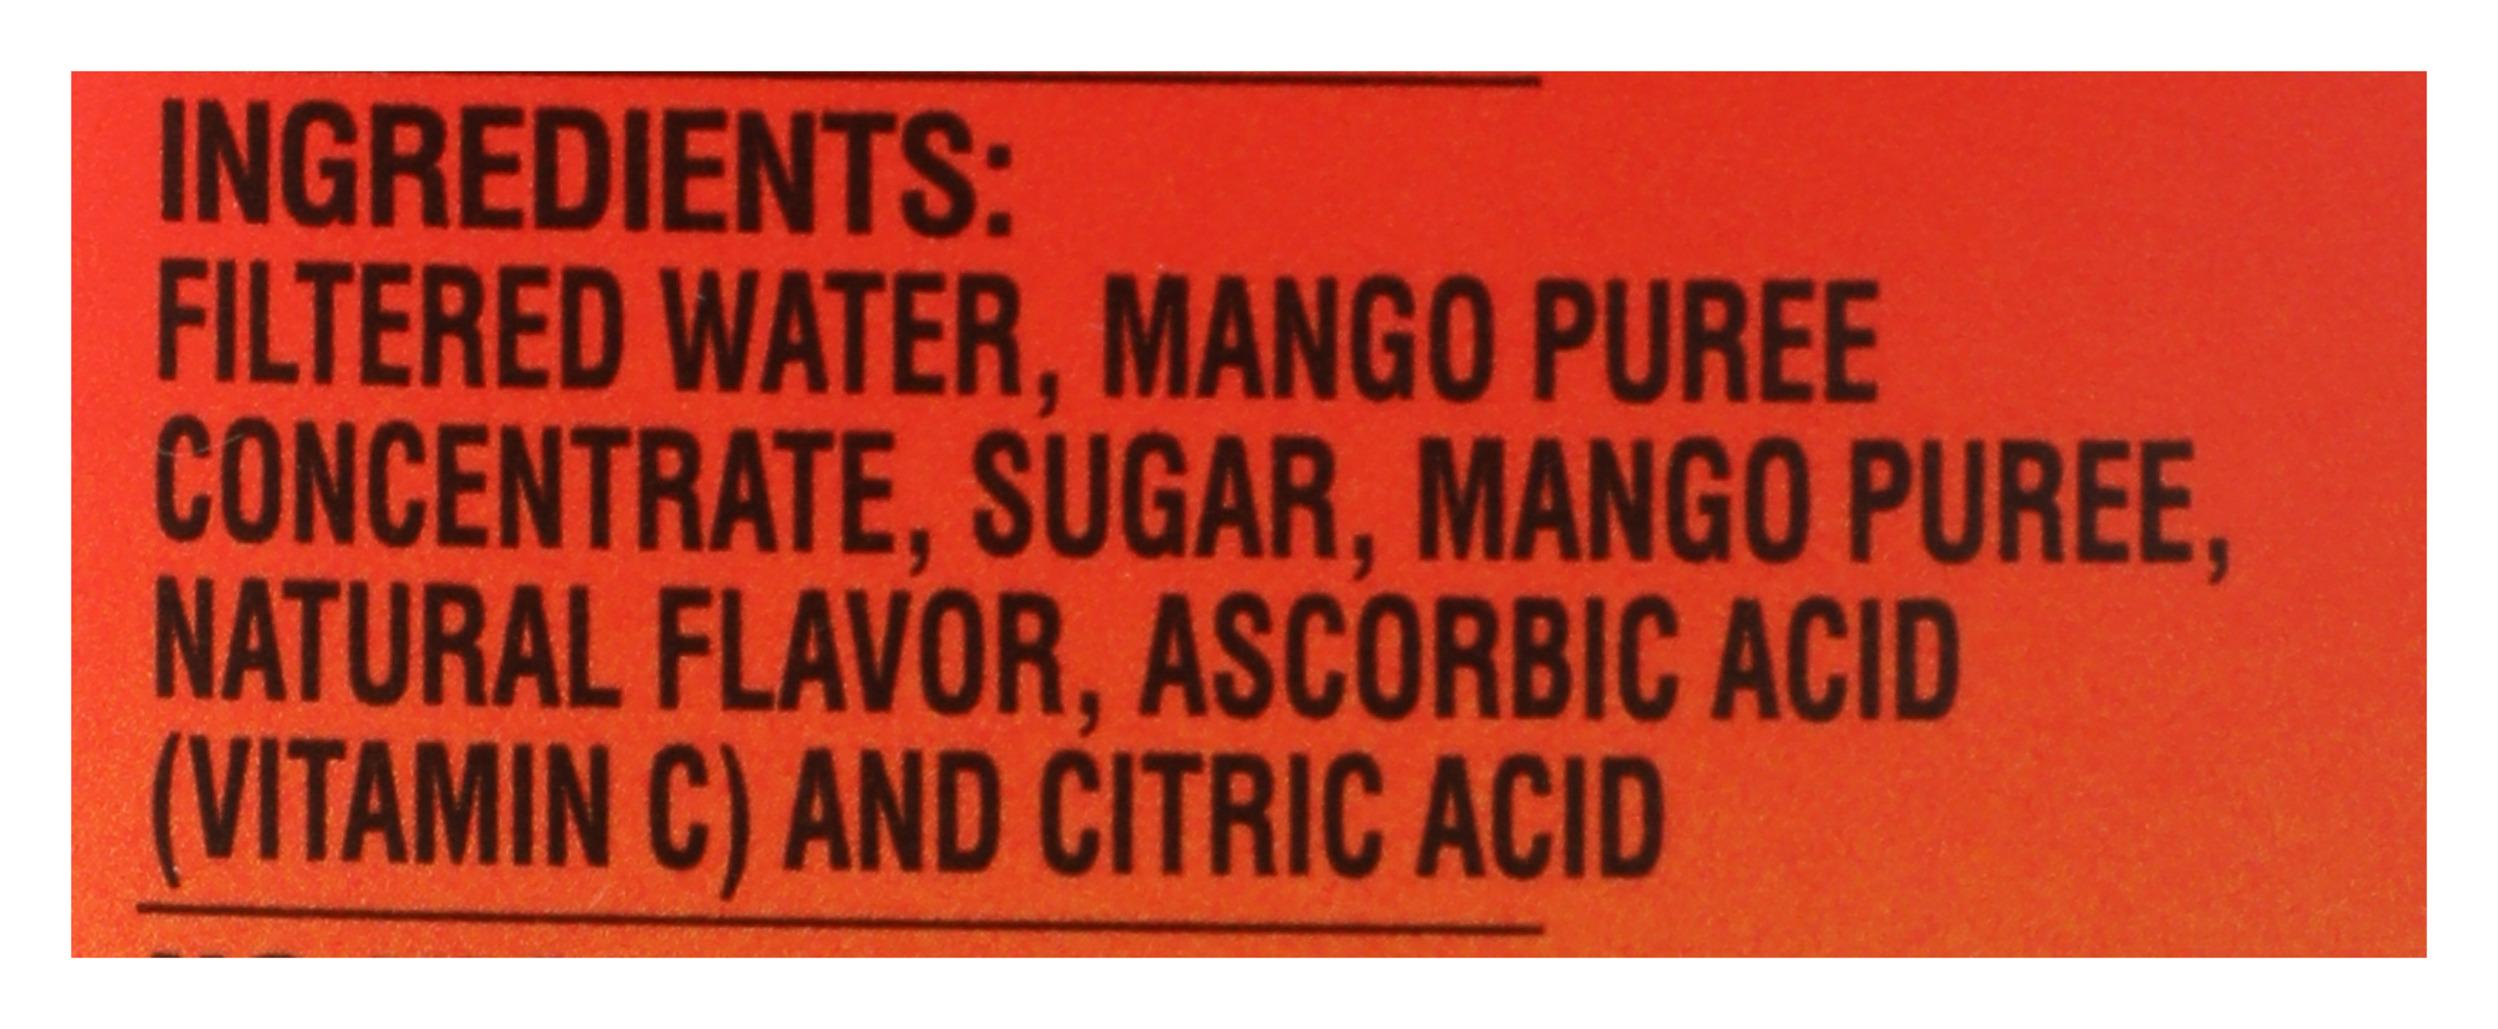 INGREDIENTS:
FILTERED WATER, MANGO PUREE
CONCENTRATE, SUGAR, MANGO PUREE,
NATURAL FLAVOR, ASCORBIC ACID
(VITAMIN C) AND CITRIC ACID